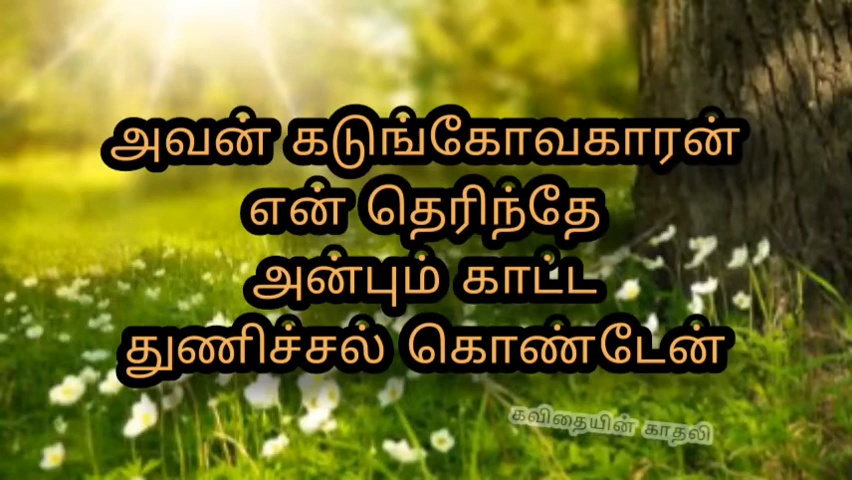 அவன் கடுங்கோவகாரன்
என் தெரிந்தே
அன்பும் காட்ட
துணிச்சல் கொண்டேன்
கவிதையின் காதலி